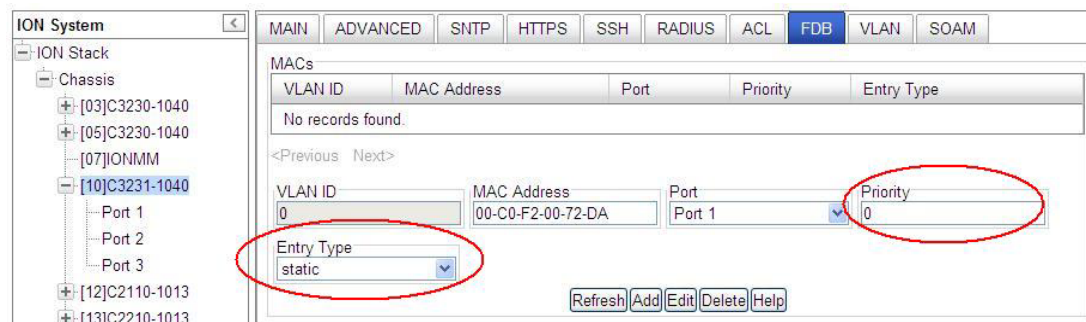 ION System <
ION Stack
Chassis
[03]C3230-1040
[05]C3230-1040
[07]IONMM
[10]C3231-1040
Port 1
Port 2
Port 3
[12]C2110-1013
[13]C2210-1013
MAIN ADVANCED SNTP HTTPS SSH RADIUS ACL FDB VLAN SOAM
MACs
VLAN ID MAC Address Port Priority Entry Type
No records found.
<Previous Next>
VLAN ID MAC Address Port Priority
0 00-C0-F2-00-72-DA Port 1 0
Entry Type
static
Refresh Add Edit Delete Help